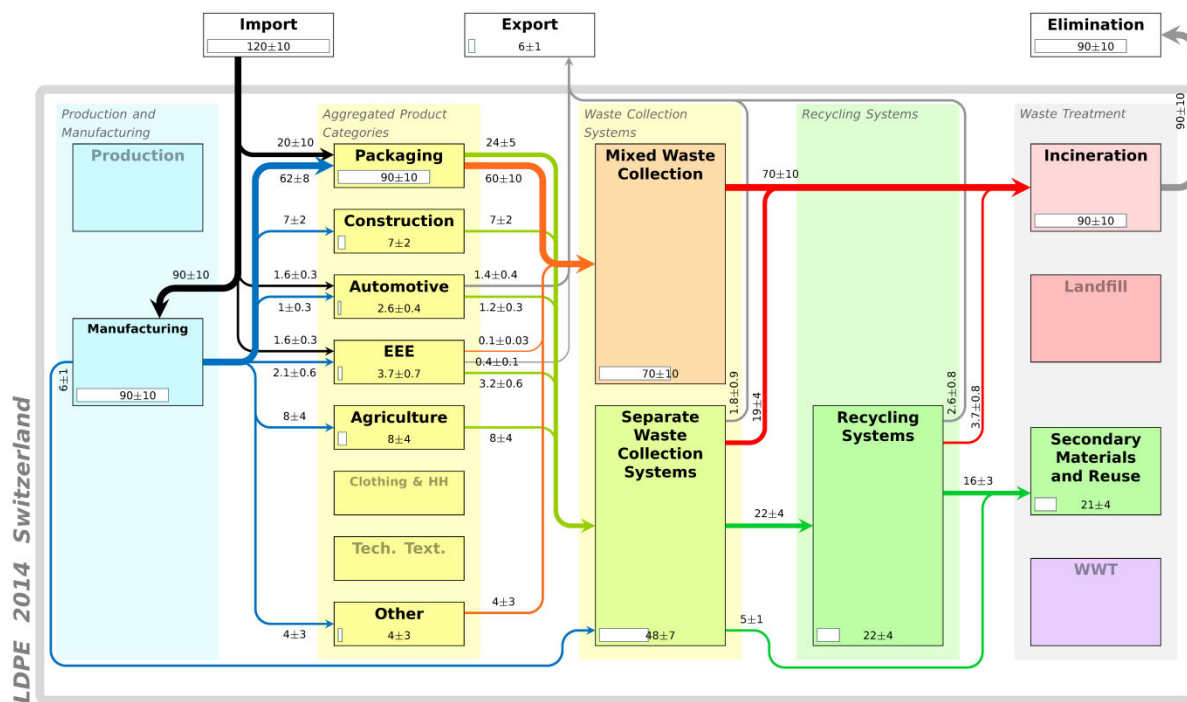 Import
120±10
Export
6±1
Elimination
90±10
Production and
Manufacturing
Aggregated Product
Categories
Waste Collection
Systems
Recycling Systems
Waste Treatment
90±10
Production
20±10
62±8
Packaging
90±10
24±5
60±10
Mixed Waste
Collection
70±10
70±10
Incineration
90±10
7±2
Construction
7±2
7±2
90±10
1.6±0.3
1±0.3
Automotive
2.6±0.4
1.4±0.4
1.2±0.3
Landfill
Manufacturing
90±10
6±1
1.6±0.3
2.1±0.6
EEE
3.7±0.7
0.1±0.03
0.4±0.1
3.2±0.6
1.8±0.9
19±4
2.6±0.8
3.7±0.8
8±4
Agriculture
8±4
8±4
Separate
Waste
Collection
Systems
48±7
22±4
Recycling
Systems
22±4
16±3
Secondary
Materials
and Reuse
21±4
Clothing & HH
Tech. Text.
WWT
4±3
Other
4±3
4±3
5±1
LDPE 2014 Switzerland